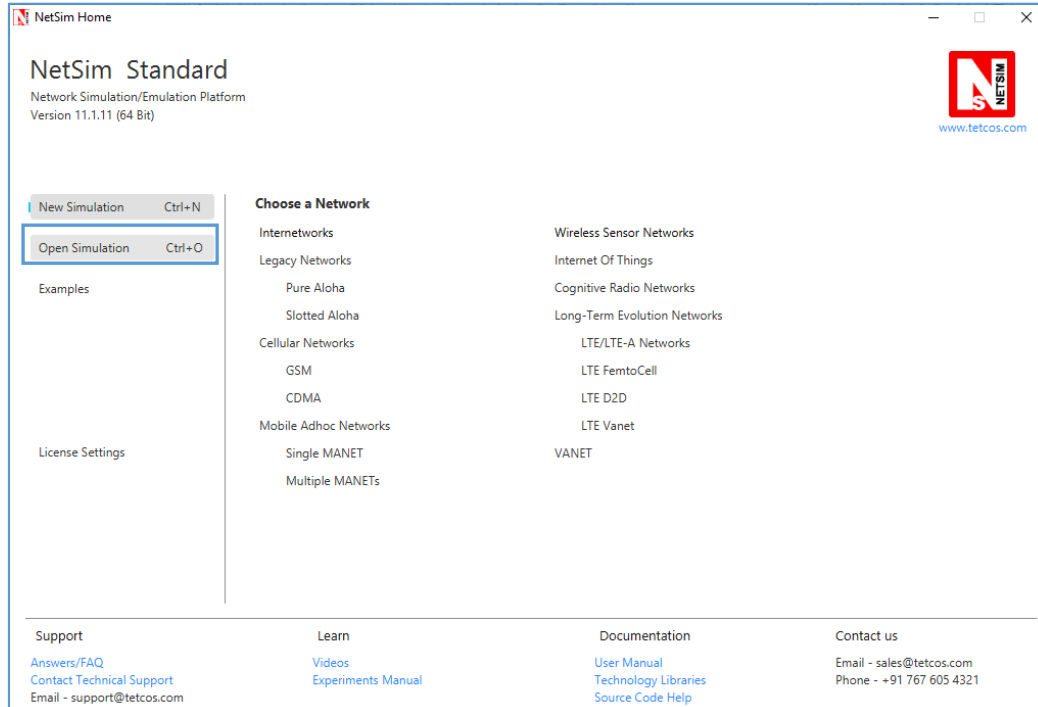 NetSim Home
NetSim Standard
Network Simulation/Emulation Platform
Version 11.1.11 (64 Bit)
NETSIM
www.tetcos.com
New Simulation Ctrl+N
Open Simulation Ctrl+O
Examples
License Settings
Choose a Network
Internetworks
Legacy Networks
Pure Aloha
Slotted Aloha
Cellular Networks
GSM
CDMA
Mobile Adhoc Networks
Single MANET
Multiple MANETs
Wireless Sensor Networks
Internet Of Things
Cognitive Radio Networks
Long-Term Evolution Networks
LTE/LTE-A Networks
LTE FemtoCell
LTE D2D
LTE Vanet
VANET
Support
Answers/FAQ
Contact Technical Support
Email - support@tetcos.com
Learn
Videos
Experiments Manual
Documentation
User Manual
Technology Libraries
Source Code Help
Contact us
Email - sales@tetcos.com
Phone - +91 767 605 4321